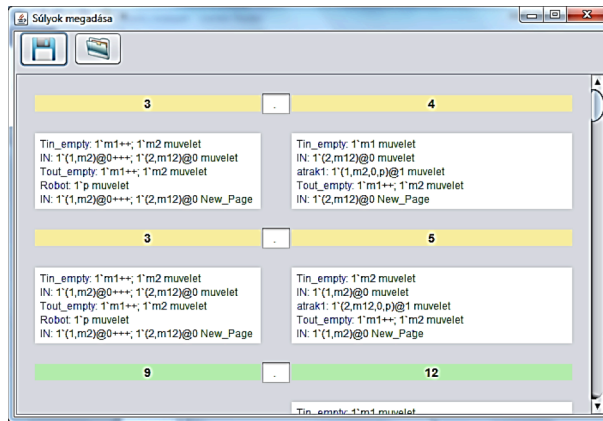 Súlyok megadása
3 . 4
Tin_empty: 1`m1++; 1`m2 muvelet
IN: 1`(1,m2)@0+++; 1`(2,m12)@0 muvelet
Tout_empty: 1`m1++; 1`m2 muvelet
Robot: 1`p muvelet
IN: 1`(1,m2)@0+++; 1`(2,m12)@0 New_Page
Tin_empty: 1`m1 muvelet
IN: 1`(2,m12)@0 muvelet
atrak1: 1`(1,m2,0,p)@1 muvelet
Tout_empty: 1`m1++; 1`m2 muvelet
IN: 1`(2,m12)@0 New_Page
3 . 5
Tin_empty: 1`m1++; 1`m2 muvelet
IN: 1`(1,m2)@0+++; 1`(2,m12)@0 muvelet
Tout_empty: 1`m1++; 1`m2 muvelet
Robot: 1`p muvelet
IN: 1`(1,m2)@0+++; 1`(2,m12)@0 New_Page
Tin_empty: 1`m2 muvelet
IN: 1`(1,m2)@0 muvelet
atrak1: 1`(2,m12,0,p)@1 muvelet
Tout_empty: 1`m1++; 1`m2 muvelet
IN: 1`(1,m2)@0 New_Page
9 . 12
Tin_empty: 1`m1 muvelet